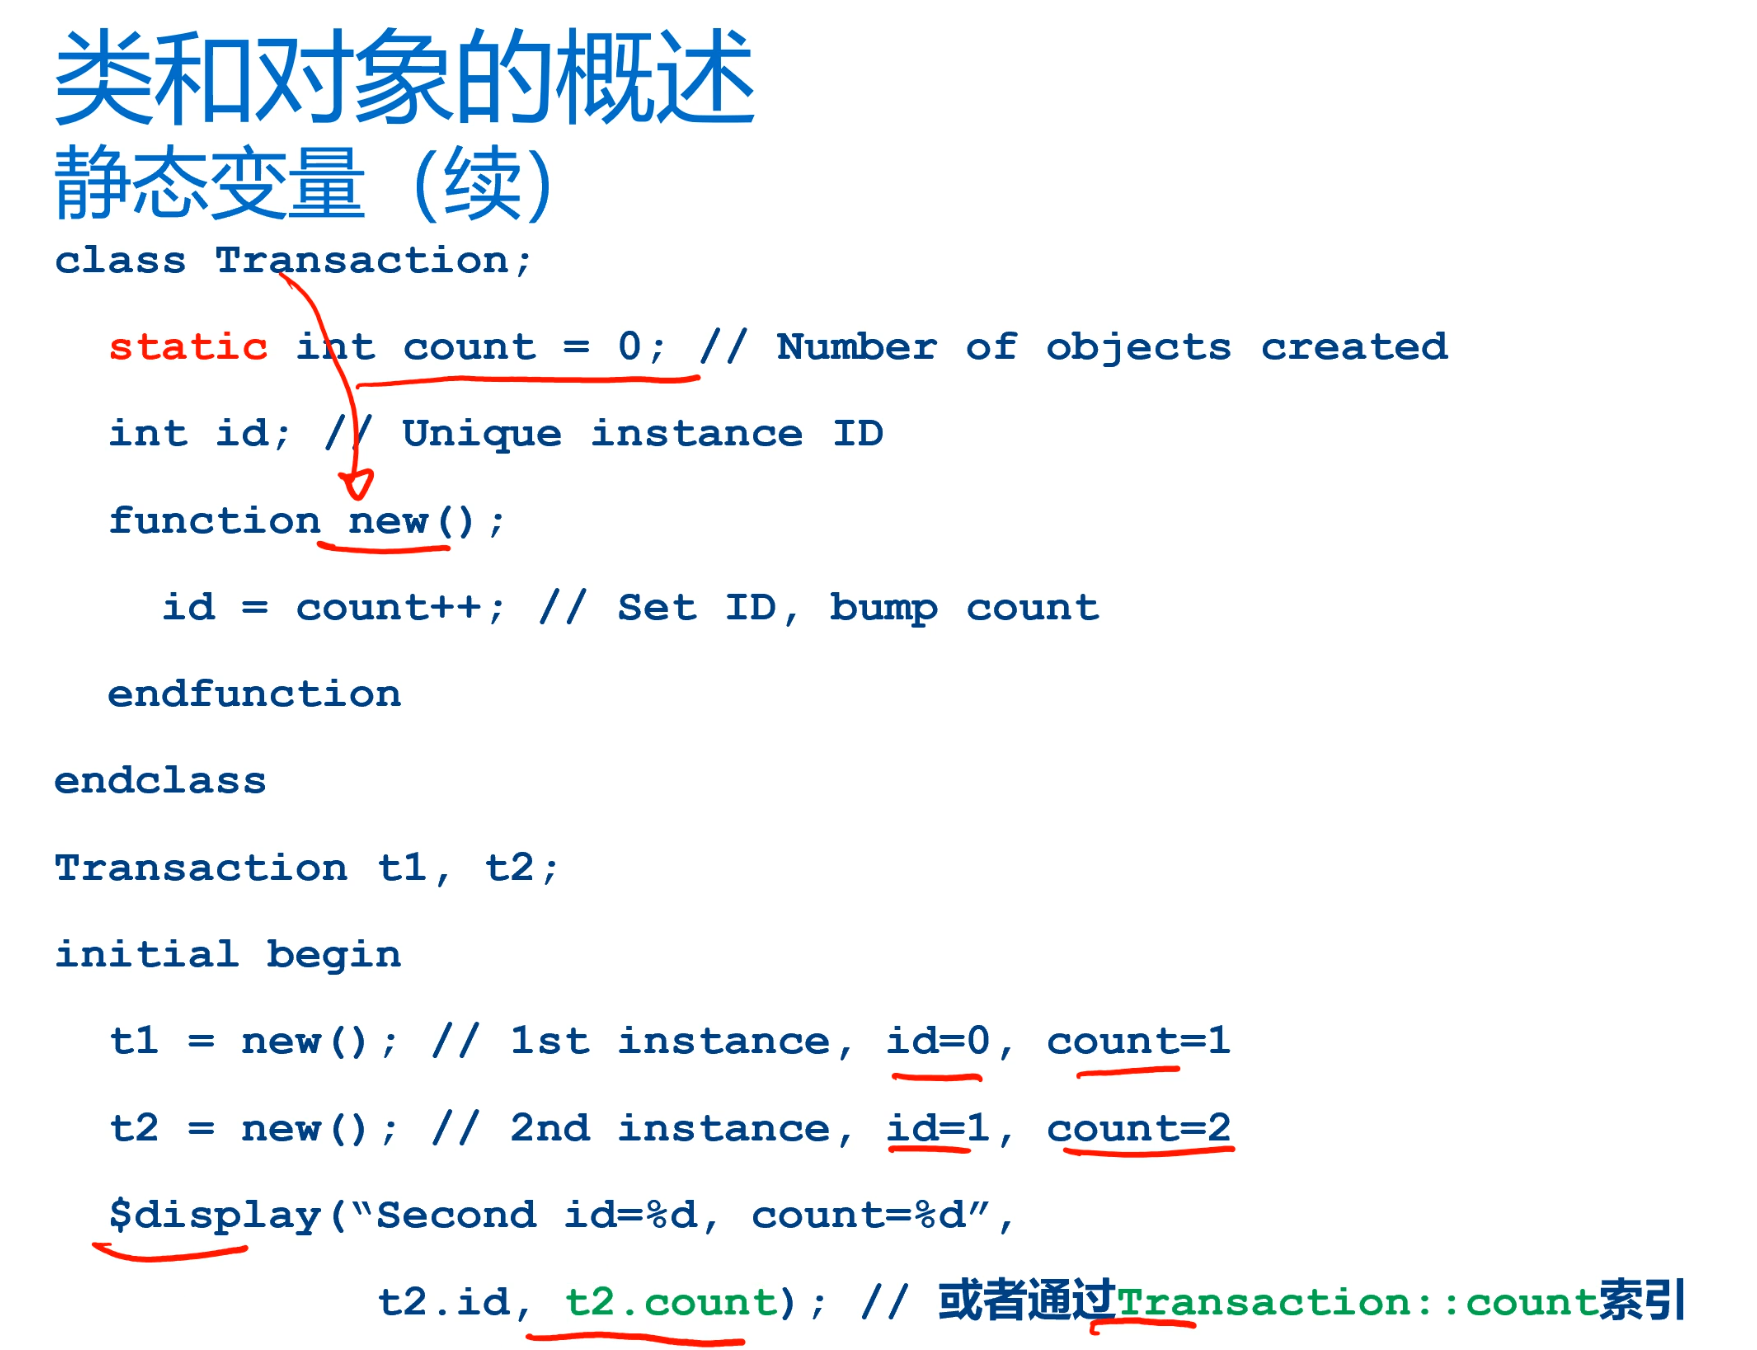 类和对象的概述
静态变量（续）
class Transaction;
static int count = 0; // Number of objects created
int id; // Unique instance ID
function new();
id = count++; // Set ID, bump count
endfunction
endclass
Transaction t1, t2;
initial begin
t1 = new(); // 1st instance, id=0, count=1
t2 = new(); // 2nd instance, id=1, count=2
$display(“Second id=%d, count=%d”,
t2.id, t2.count); // 或者通过Transaction::count索引